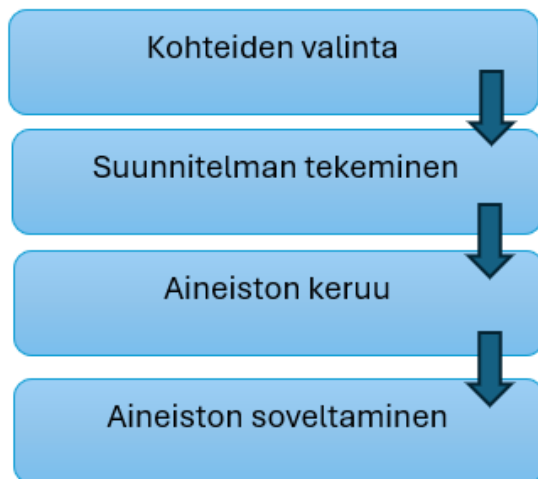 Kohteiden valinta
Suunnitelman tekeminen
Aineiston keruu
Aineiston soveltaminen